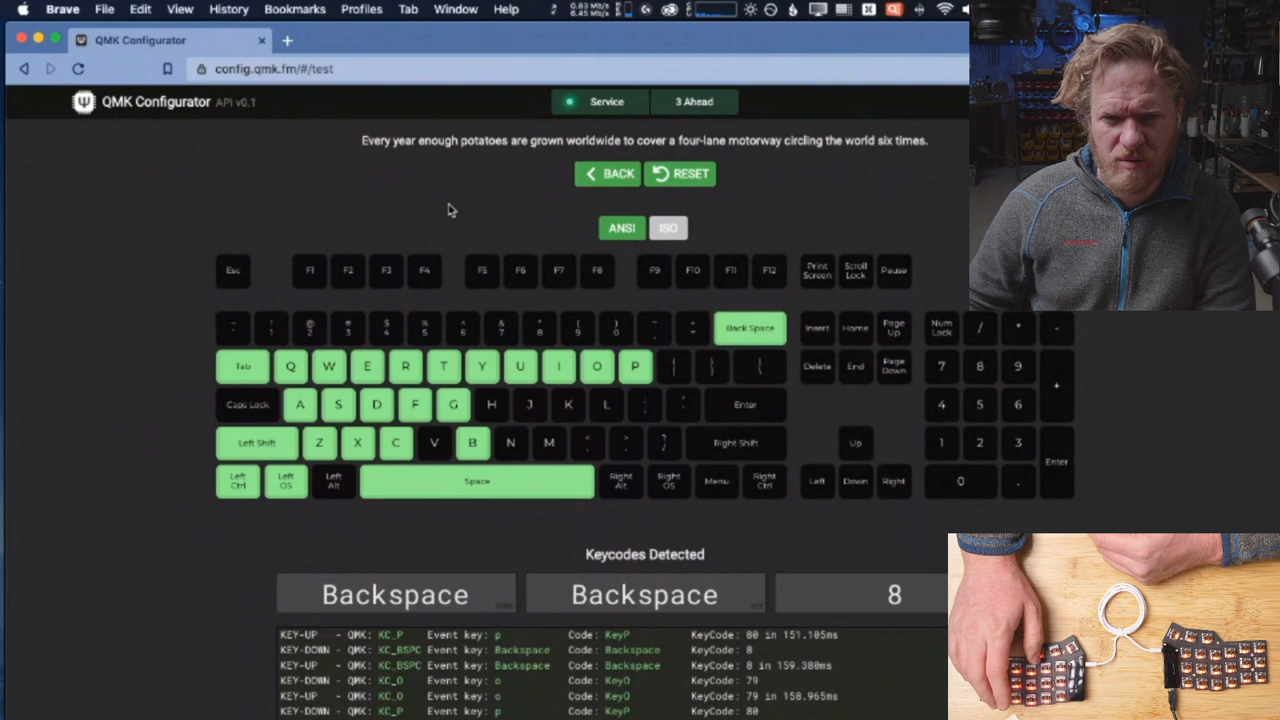 Brave File Edit View History Bookmarks Profiles Tab Window Help
QMK Configurator
config.qmk.fm/#/test
QMK Configurator API v0.1
Service 3 Ahead
Every year enough potatoes are grown worldwide to cover a four-lane motorway circling the world six times.
BACK RESET
ANSI ISO
Esc F1 F2 F3 F4 F5 F6 F7 F8 F9 F10 F11 F12 Print Screen Scroll Lock Pause
Back Space Insert Home Page Up Num Lock / * -
Tab Q W E R T Y U I O P Delete End Page Down 7 8 9 +
Caps Lock A S D F G H J K L Enter 4 5 6
Left Shift Z X C V B N M Right Shift Up 1 2 3 Enter
Left Ctrl Left OS Left Alt Space Right Alt Right OS Menu Right Ctrl Left Down Right 0 .
Keycodes Detected
Backspace Backspace 8
KEY-UP - QMK: KC_P Event key: p Code: KeyP KeyCode: 80 in 151.105ms
KEY-DOWN - QMK: KC_BSPC Event key: Backspace Code: Backspace KeyCode: 8
KEY-UP - QMK: KC_BSPC Event key: Backspace Code: Backspace KeyCode: 8 in 159.380ms
KEY-DOWN - QMK: KC_O Event key: o Code: KeyO KeyCode: 79
KEY-UP - QMK: KC_O Event key: o Code: KeyO KeyCode: 79 in 158.965ms
KEY-DOWN - QMK: KC_P Event key: p Code: KeyP KeyCode: 80